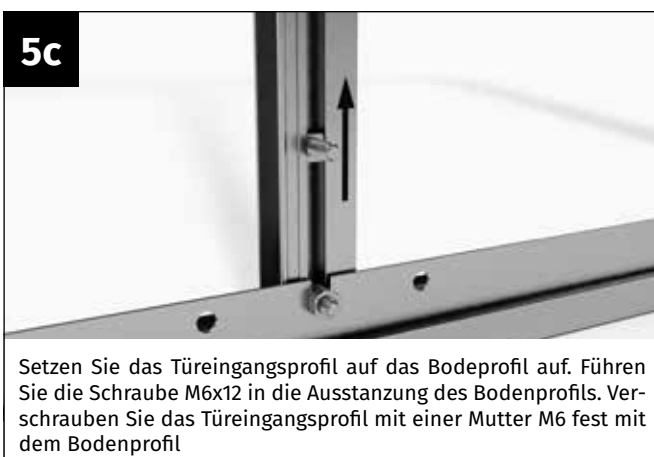 5c
Setzen Sie das Türeingangsprofil auf das Bodeprofil auf. Führen
Sie die Schraube M6x12 in die Ausstanzung des Bodenprofils. Ver-
schrauben Sie das Türeingangsprofil mit einer Mutter M6 fest mit
dem Bodenprofil